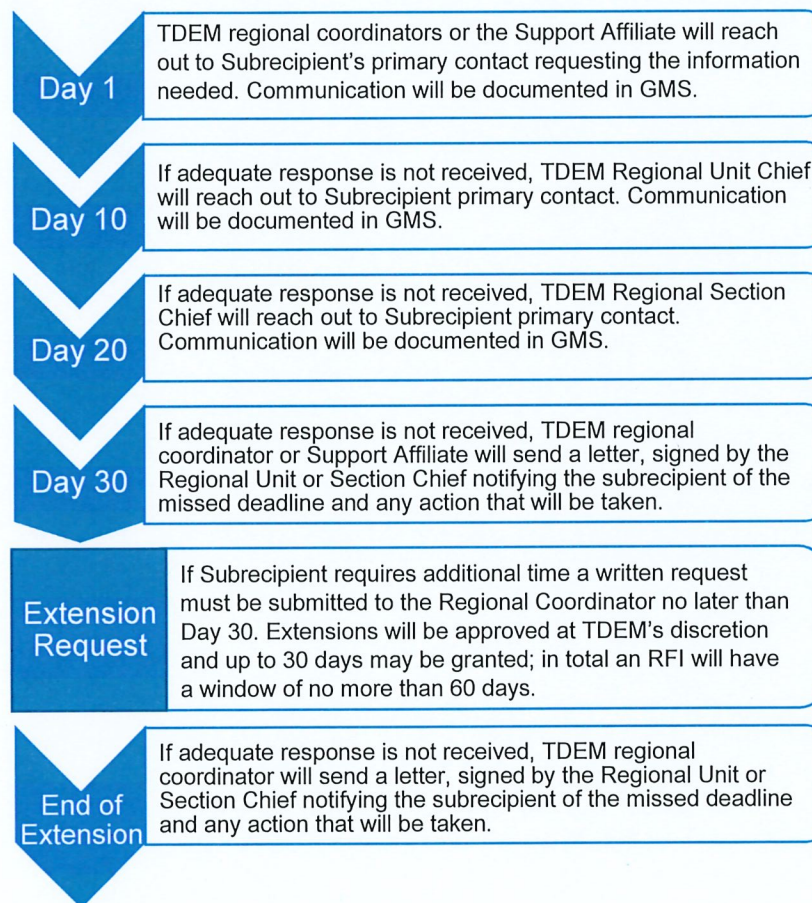 Day 1
TDEM regional coordinators or the Support Affiliate will reach
out to Subrecipient's primary contact requesting the information
needed. Communication will be documented in GMS.
Day 10
If adequate response is not received, TDEM Regional Unit Chief
will reach out to Subrecipient primary contact. Communication
will be documented in GMS.
Day 20
If adequate response is not received, TDEM Regional Section
Chief will reach out to Subrecipient primary contact.
Communication will be documented in GMS.
Day 30
If adequate response is not received, TDEM regional
coordinator or Support Affiliate will send a letter, signed by the
Regional Unit or Section Chief notifying the subrecipient of the
missed deadline and any action that will be taken.
Extension
Request
If Subrecipient requires additional time a written request
must be submitted to the Regional Coordinator no later than
Day 30. Extensions will be approved at TDEM's discretion
and up to 30 days may be granted; in total an RFI will have
a window of no more than 60 days.
End of
Extension
If adequate response is not received, TDEM regional
coordinator will send a letter, signed by the Regional Unit or
Section Chief notifying the subrecipient of the missed deadline
and any action that will be taken.